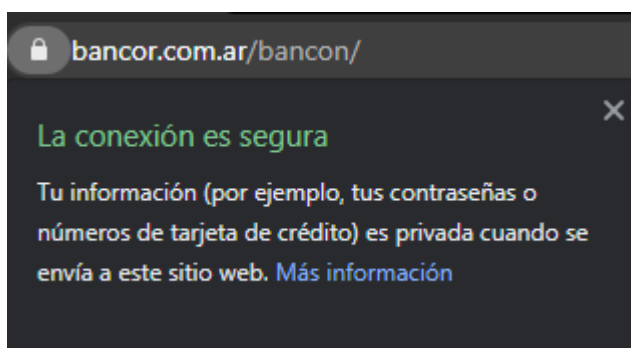 bancor.com.ar/bancon/
La conexión es segura
Tu información (por ejemplo, tus contraseñas o
números de tarjeta de crédito) es privada cuando se
envía a este sitio web. Más información